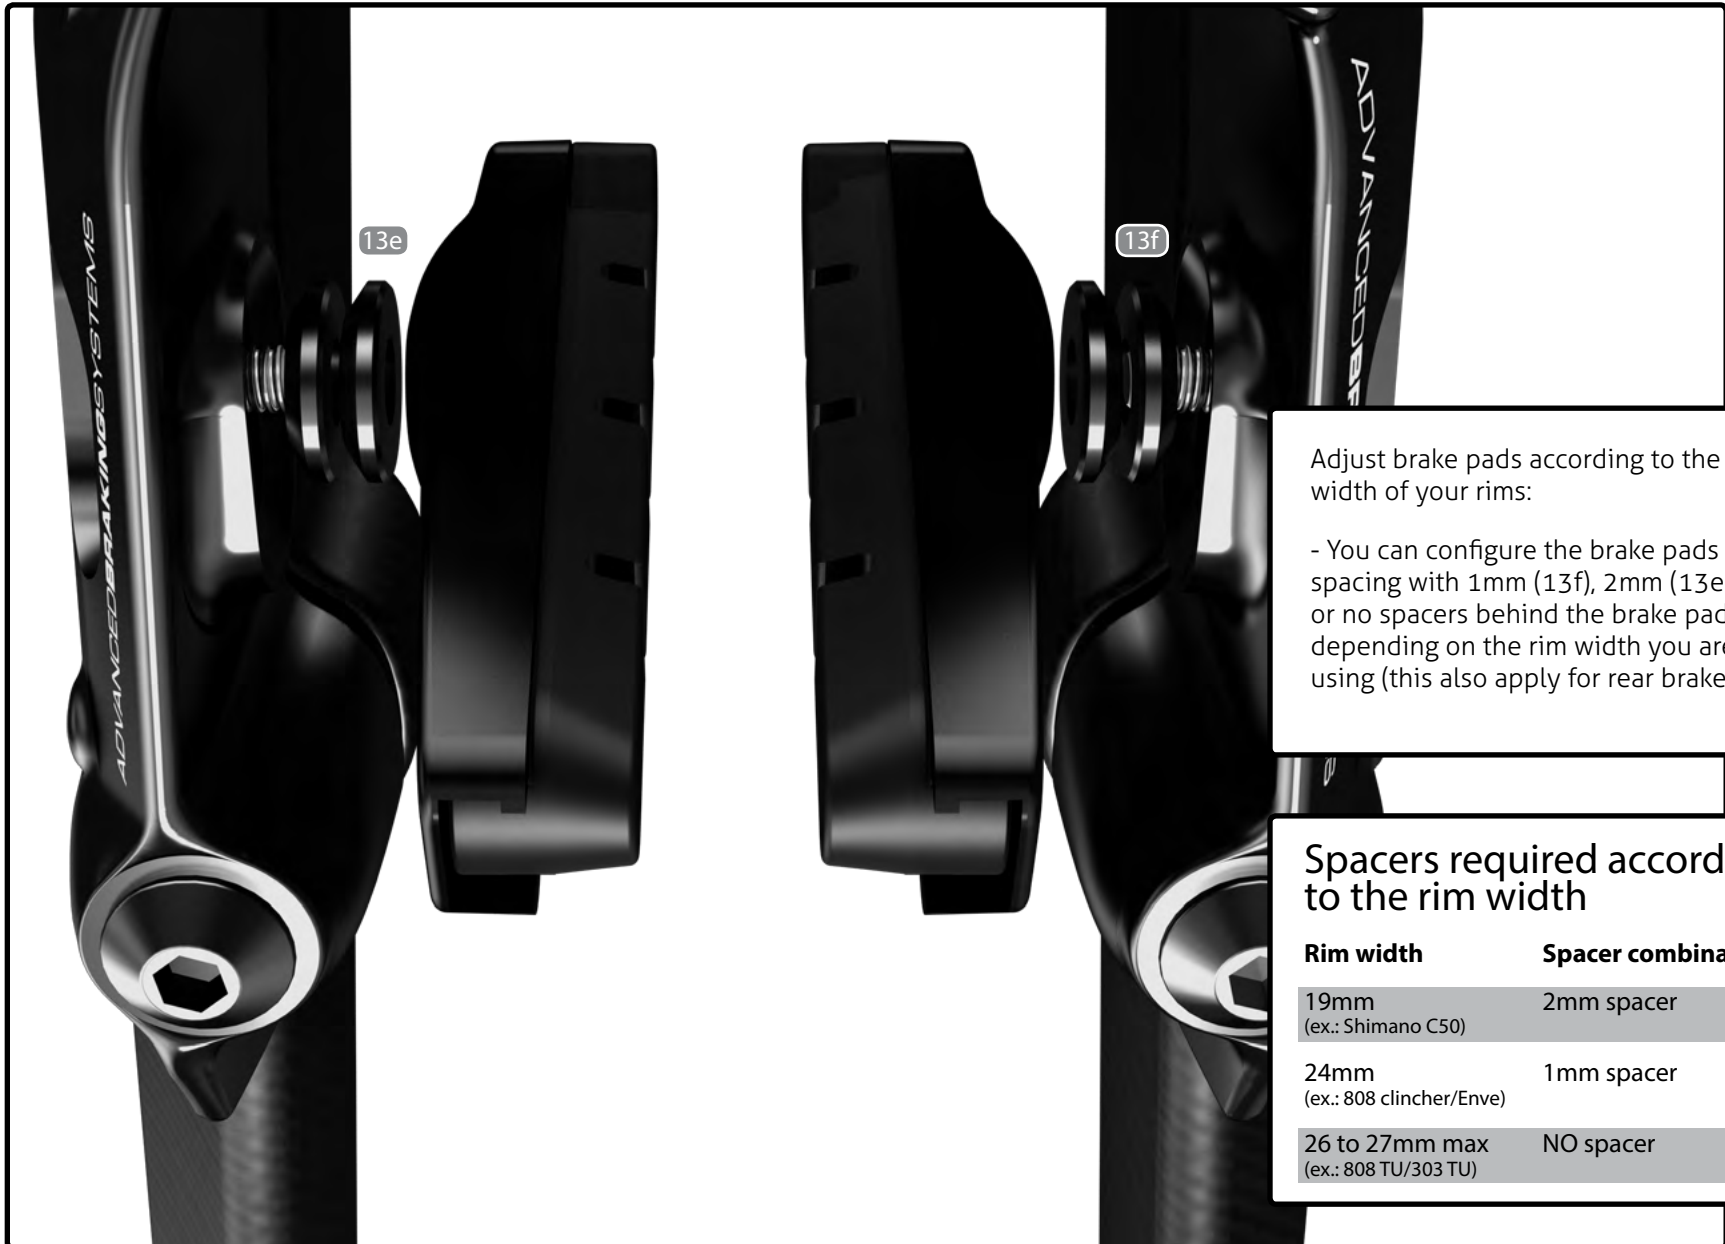 13e
13f
ADVANCEDBRAKINGSYSTEMS
ADVANCEDBR
Adjust brake pads according to the
width of your rims:
- You can configure the brake pads
spacing with 1mm (13f), 2mm (13e
or no spacers behind the brake pad
depending on the rim width you are
using (this also apply for rear brake
Spacers required accord
to the rim width
Rim width Spacer combina
19mm 2mm spacer
(ex.: Shimano C50)
24mm 1mm spacer
(ex.: 808 clincher/Enve)
26 to 27mm max NO spacer
(ex.: 808 TU/303 TU)